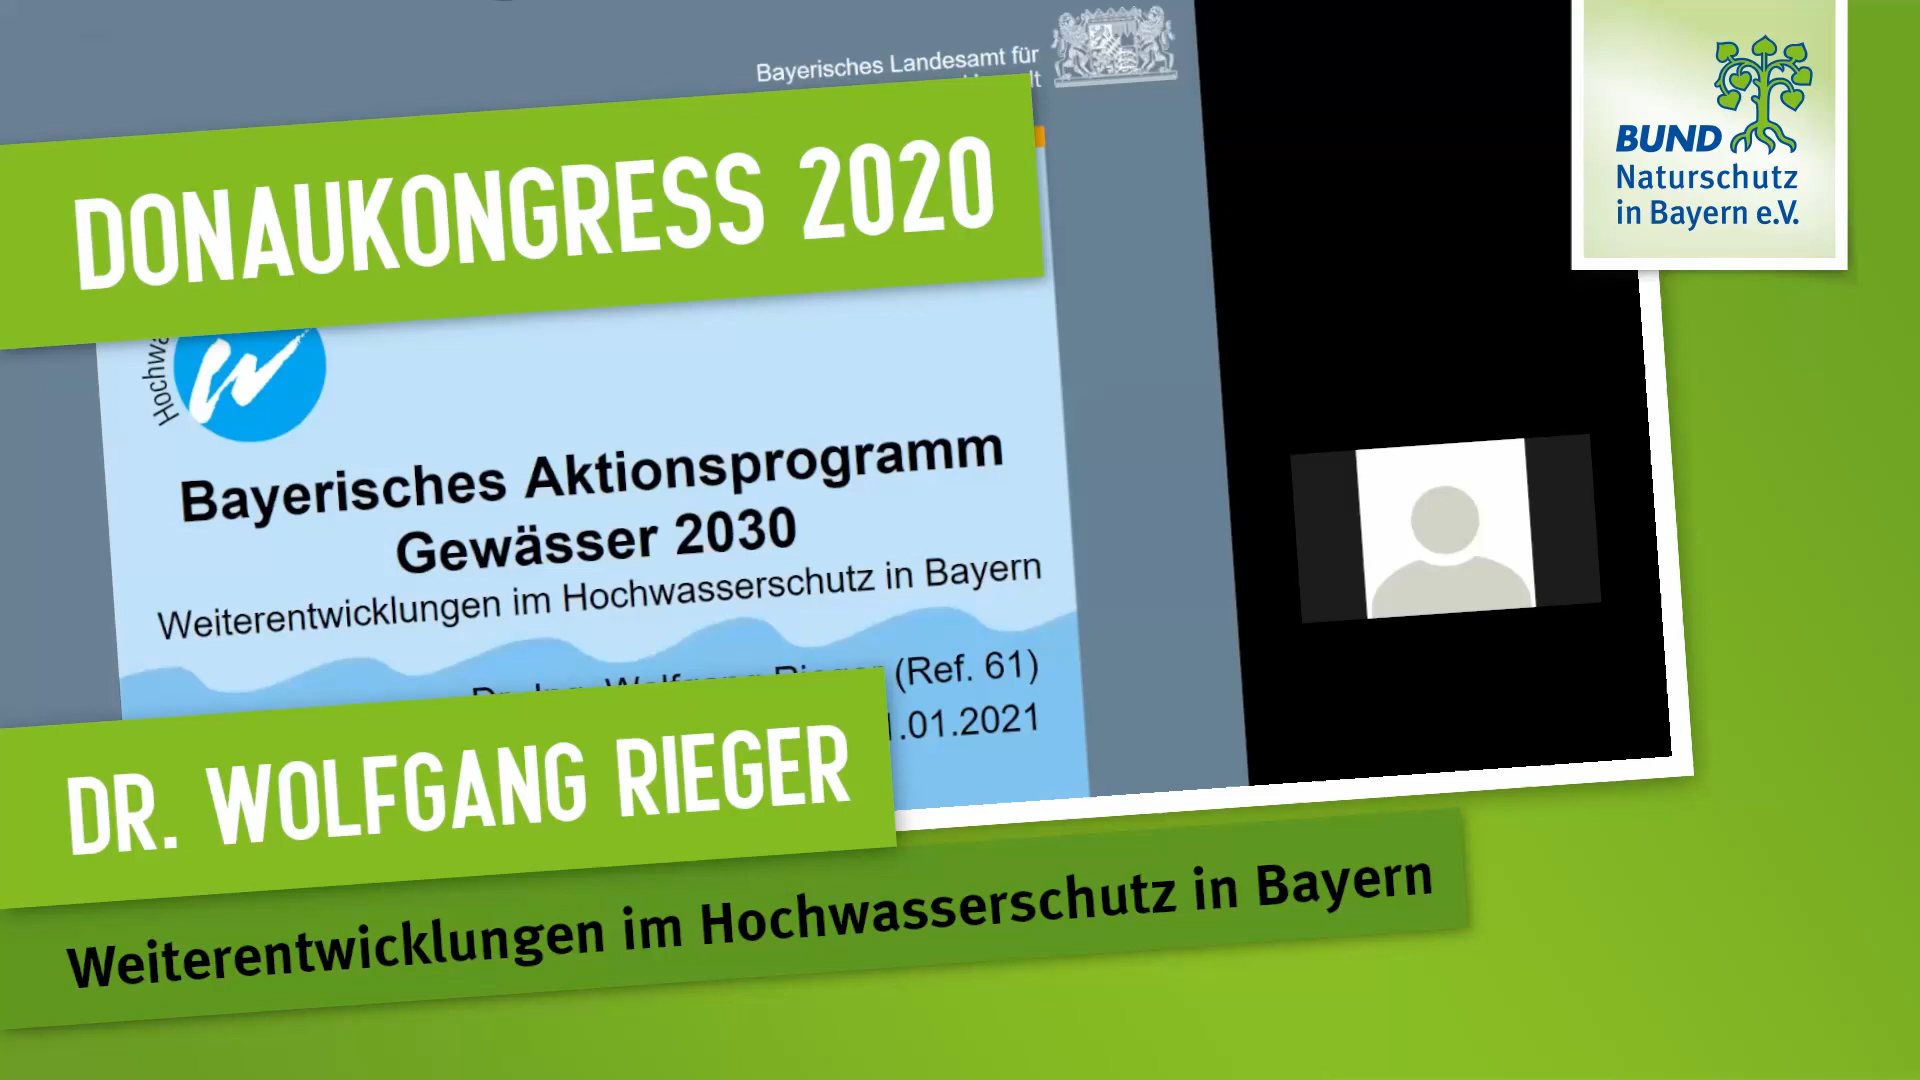 Bayerisches Landesamt für
DONAUKONGRESS 2020
BUND
Naturschutz
in Bayern e.V.
Bayerisches Aktionsprogramm
Gewässer 2030
Weiterentwicklungen im Hochwasserschutz in Bayern
(Ref. 61)
.01.2021
DR. WOLFGANG RIEGER
Weiterentwicklungen im Hochwasserschutz in Bayern